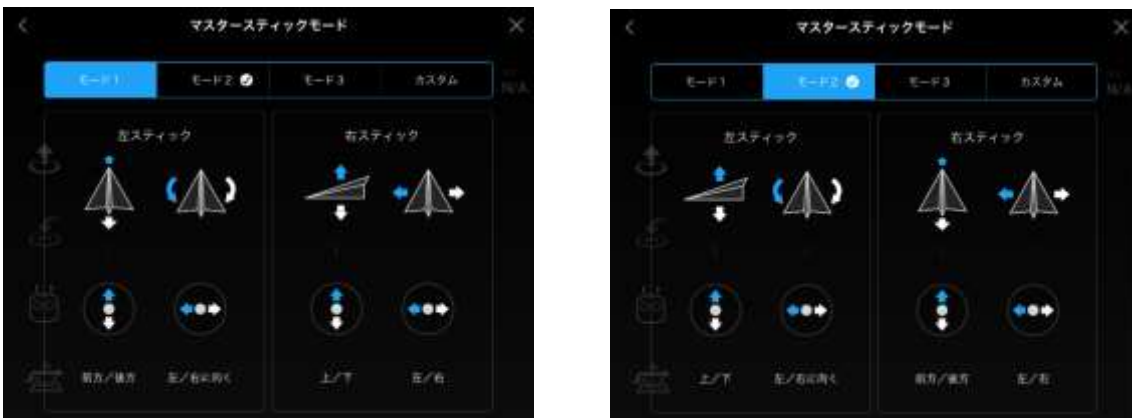 マスタースティックモード
モード1 モード2 モード3 カスタム
左スティック 右スティック
前方／後方 左／右に向く 上／下 左／右
マスタースティックモード
モード1 モード2 モード3 カスタム
N/A
左スティック 右スティック
上／下 左／右に向く 前方／後方 左／右